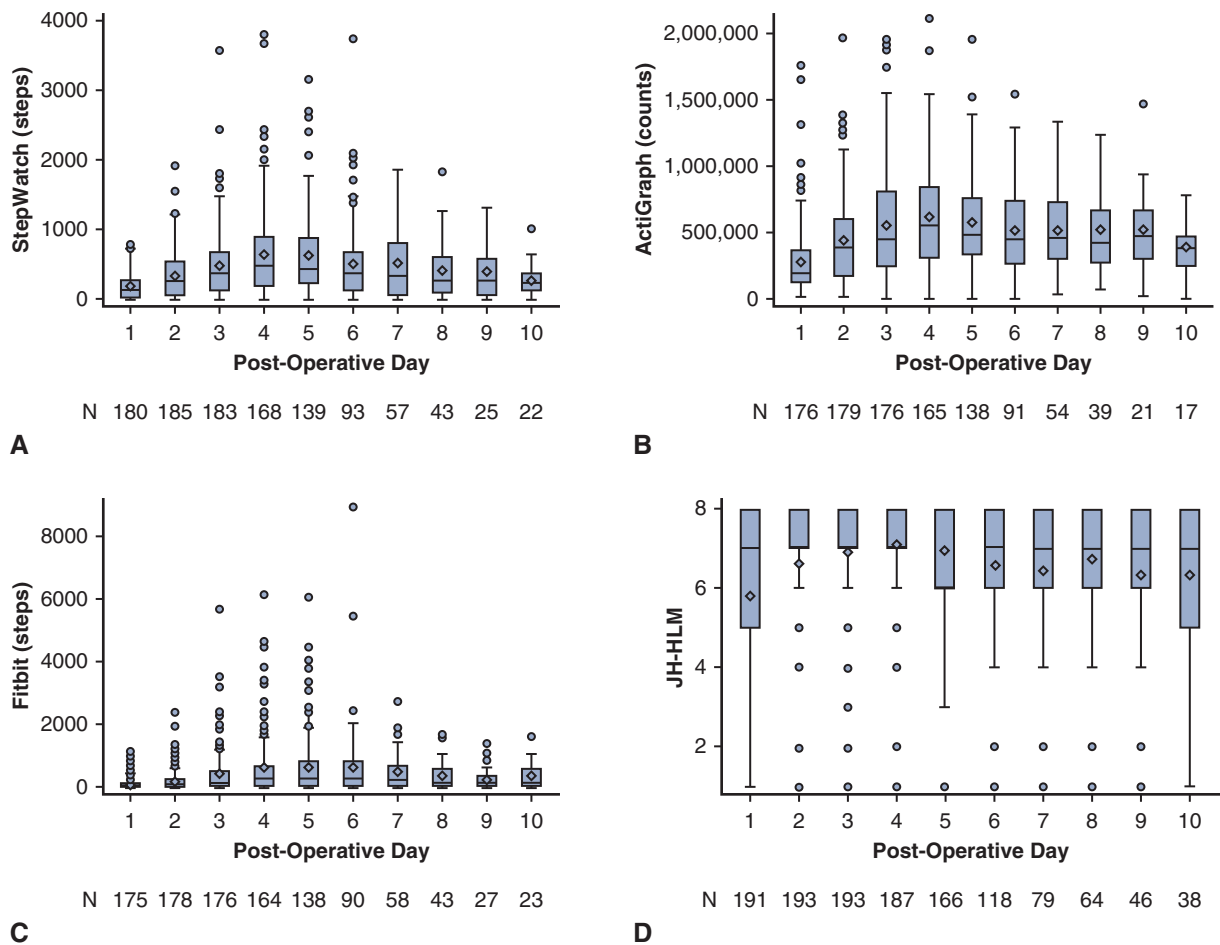 StepWatch (steps)
4000
3000
2000
1000
0
1 2 3 4 5 6 7 8 9 10
Post-Operative Day
N 180 185 183 168 139 93 57 43 25 22
A
ActiGraph (counts)
2,000,000
1,500,000
1,000,000
500,000
0
1 2 3 4 5 6 7 8 9 10
Post-Operative Day
N 176 179 176 165 138 91 54 39 21 17
B
Fitbit (steps)
8000
6000
4000
2000
0
1 2 3 4 5 6 7 8 9 10
Post-Operative Day
N 175 178 176 164 138 90 58 43 27 23
C
JH-HLM
8
6
4
2
1 2 3 4 5 6 7 8 9 10
Post-Operative Day
N 191 193 193 187 166 118 79 64 46 38
D